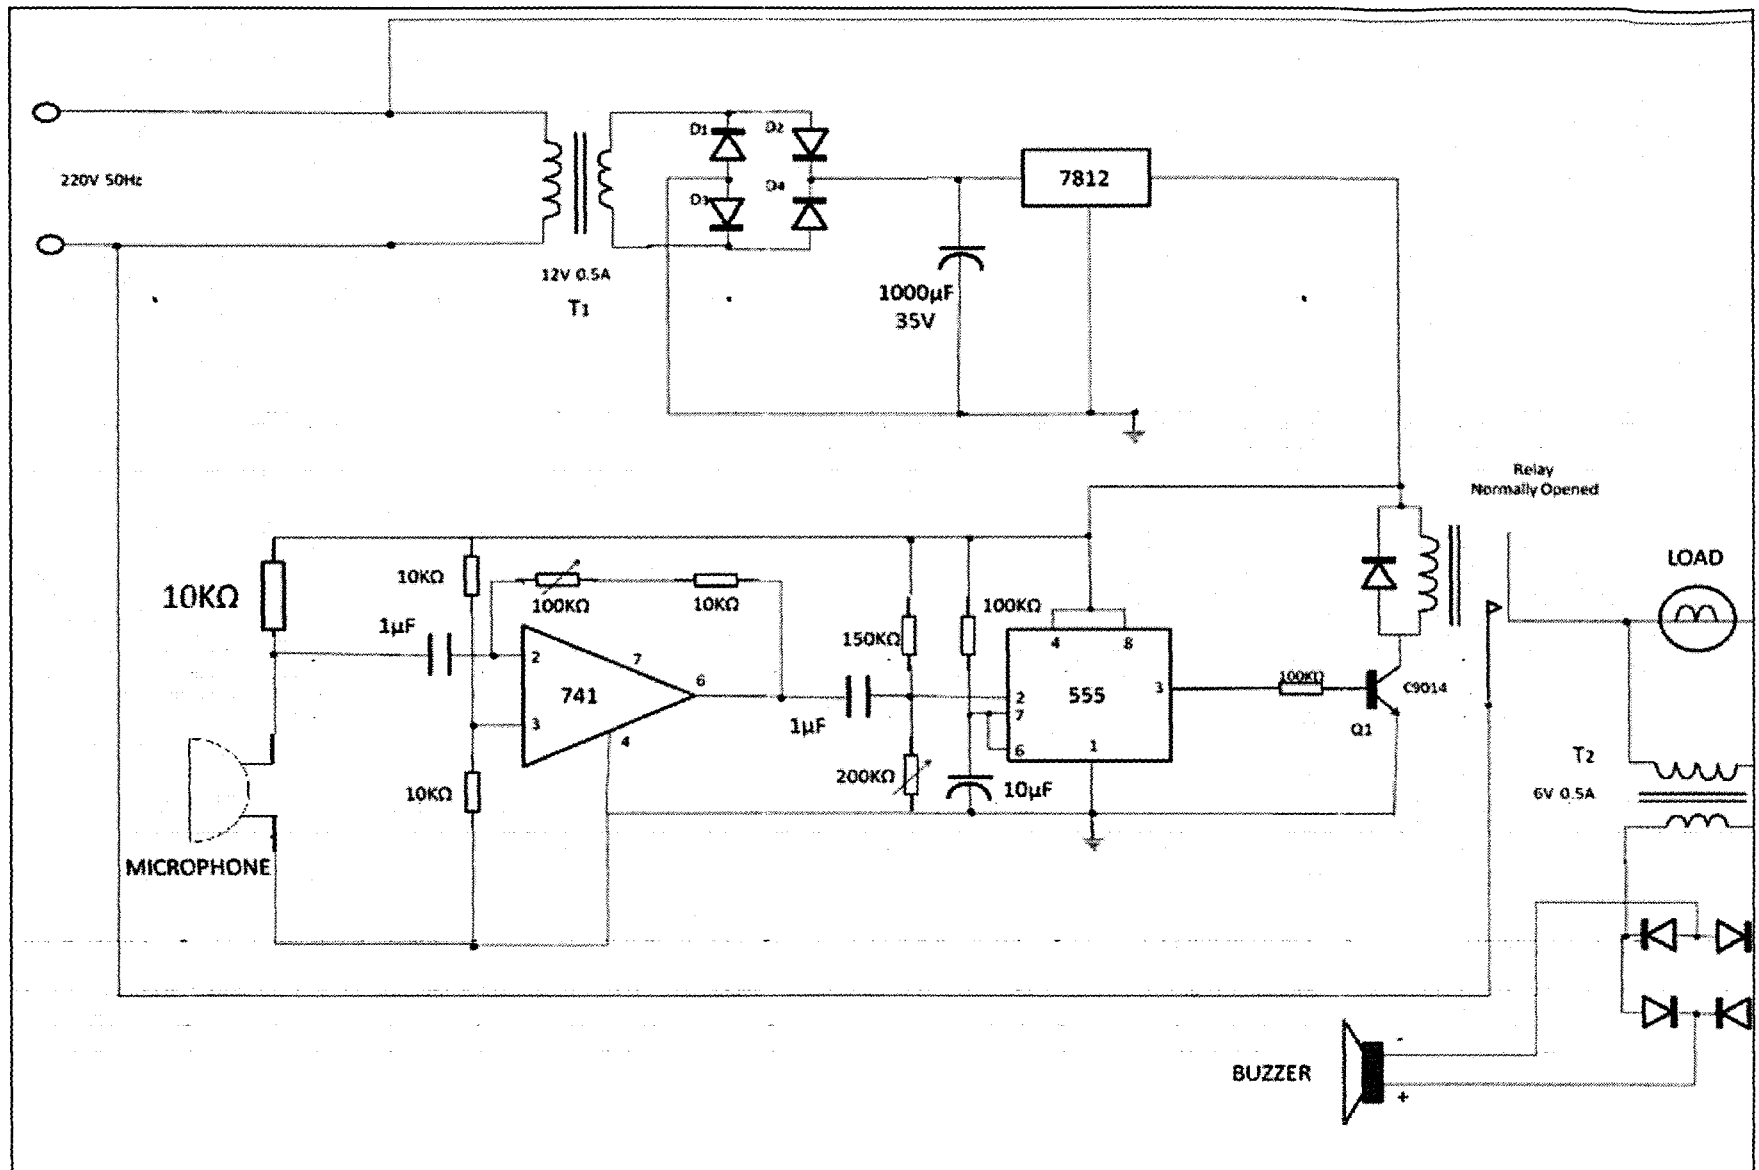 220V 50Hz
D1
D2
D3
D4
12V 0.5A
T1
7812
1000µF
35V
Relay
Normally Opened
LOAD
10KΩ
10KΩ
100KΩ
10KΩ
1µF
2
7
741
6
3
4
10KΩ
1µF
150KΩ
100KΩ
200KΩ
10µF
4
8
2
7
6
555
3
1
100KΩ
C9014
Q1
T2
6V 0.5A
MICROPHONE
BUZZER
-
+